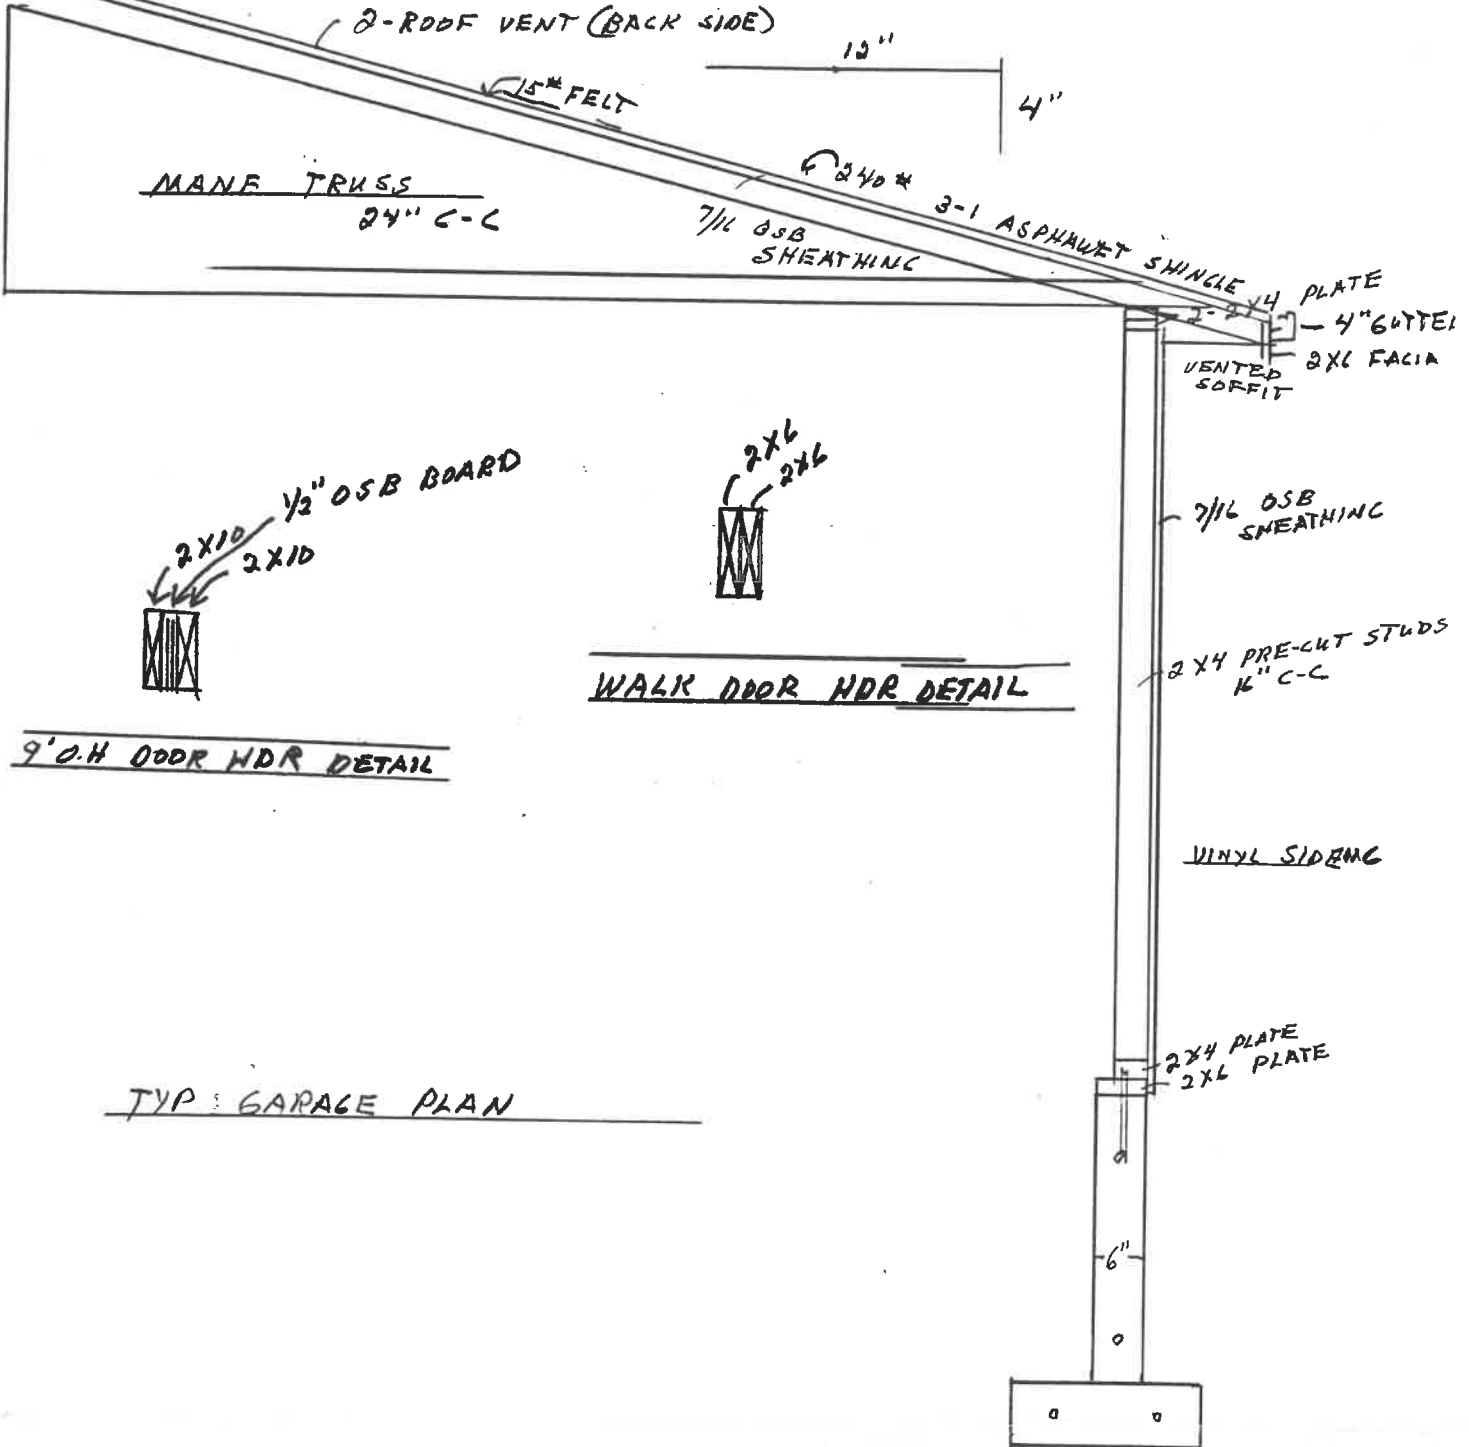 2-ROOF VENT (BACK SIDE)
12"
4"
15# FELT
MANF TRUSS
24" C-C
240 #
3-1 ASPHAWET SHINGLE
7/16 OSB
SHEATHING
2-2X4 PLATE
4" GUTTE
2X6 FACIA
VENTED
SOFFIT
2X10
1/2" OSB BOARD
2X10
2X6
2X6
7/16 OSB
SHEATHING
2X4 PRE-CUT STUDS
16" C-C
WALK DOOR HDR DETAIL
9' O.H DOOR HDR DETAIL
VINYL SIDING
2X4 PLATE
2X6 PLATE
TYP: GARAGE PLAN
6"